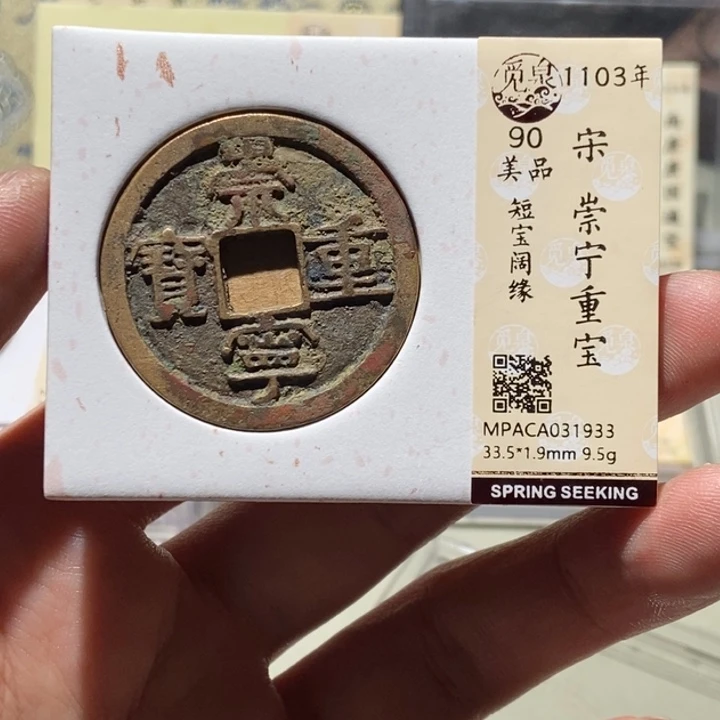 崇
重
寧
寶
觅泉
1103年
90
美品
短宝阔缘
宋 崇宁重宝
MPACA031933
33.5*1.9mm 9.5g
SPRING SEEKING